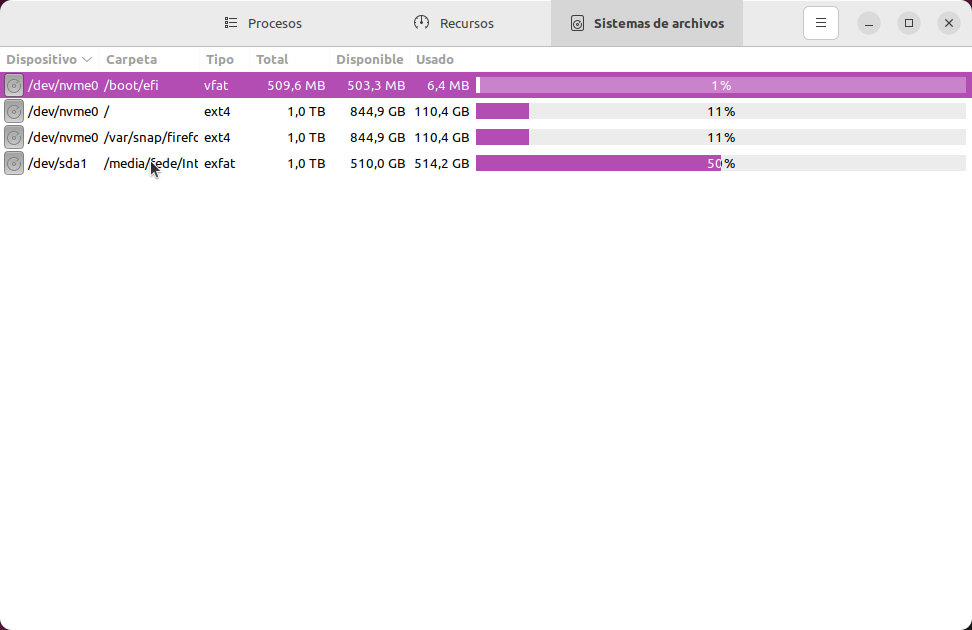 Procesos Recursos Sistemas de archivos
Dispositivo Carpeta Tipo Total Disponible Usado
/dev/nvme0 /boot/efi vfat 509,6 MB 503,3 MB 6,4 MB 1 %
/dev/nvme0 / ext4 1,0 TB 844,9 GB 110,4 GB 11 %
/dev/nvme0 /var/snap/firefo ext4 1,0 TB 844,9 GB 110,4 GB 11 %
/dev/sda1 /media/fede/Int exfat 1,0 TB 510,0 GB 514,2 GB 50 %